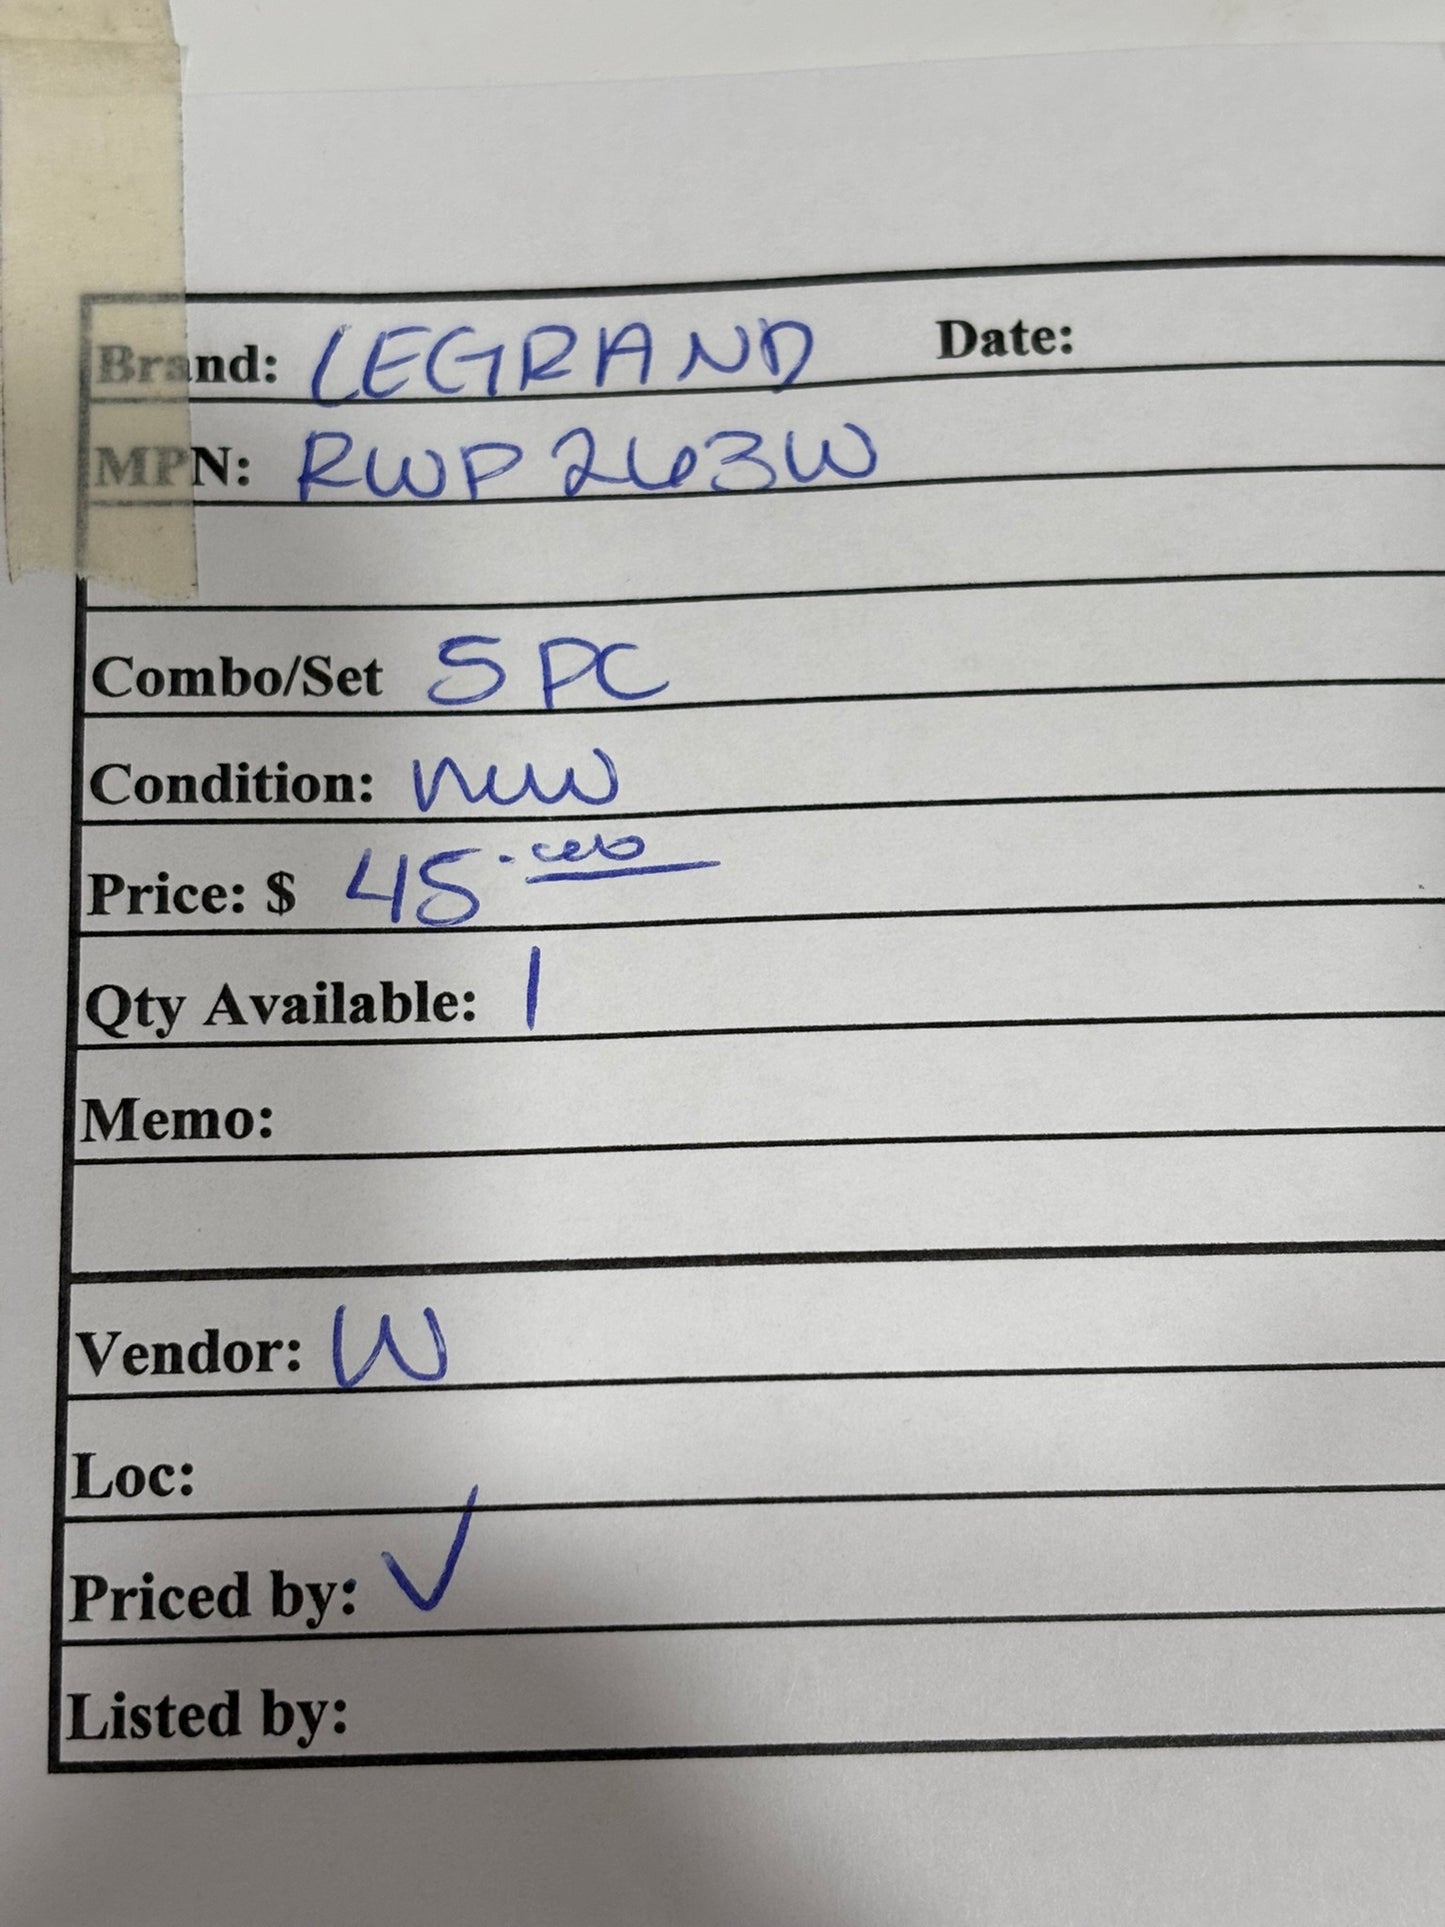 Brand: LEGRAND Date:
MPN: RWP263W
Combo/Set 5 PC
Condition: new
Price: $ 45.00
Qty Available: 1
Memo:
Vendor: W
Loc:
Priced by: ✓
Listed by: